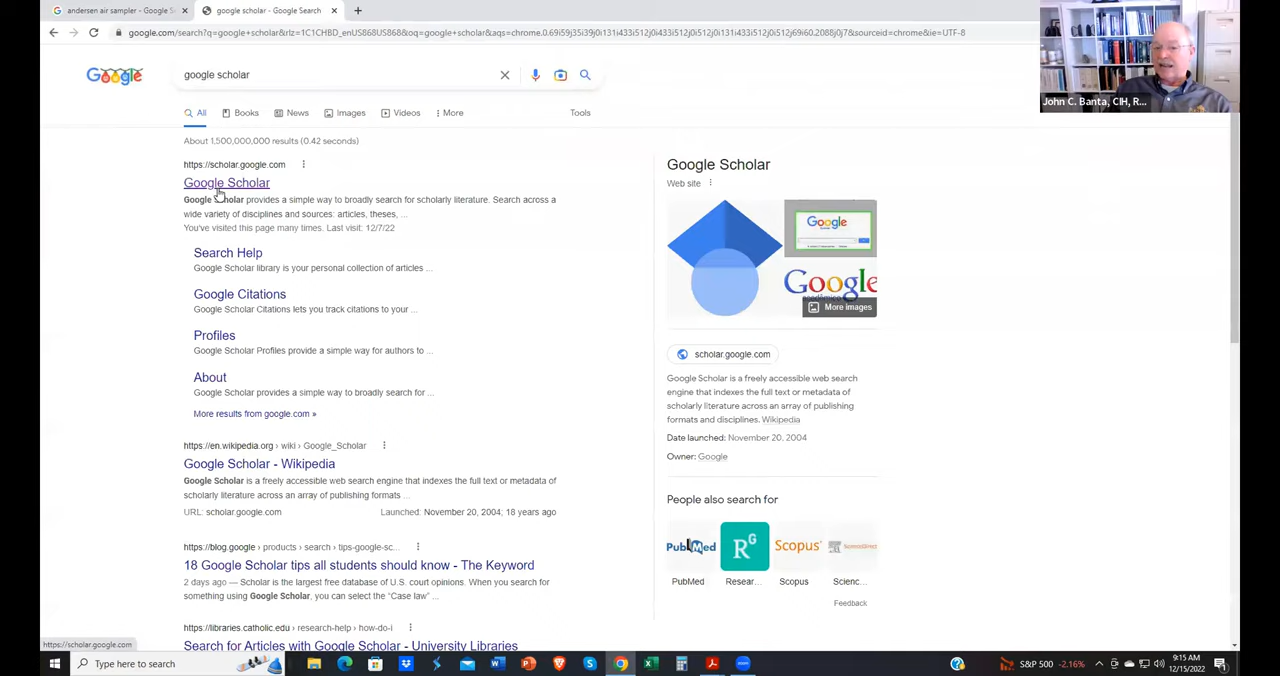 andersen air sampler - Google S
google scholar - Google Search
google.com/search?q=google+scholar&rlz=1C1CHBD_enUS868US868&oq=google+scholar&aqs=chrome.0.69i59j35i39j0i131i433i512j0i433i512j0i131i433i512j69i60.2088j0j7&sourceid=chrome&ie=UTF-8
John C. Banta, CIH, R...
google scholar
All
Books
News
Images
Videos
More
Tools
About 1,500,000,000 results (0.42 seconds)
https://scholar.google.com
Google Scholar
Google Scholar provides a simple way to broadly search for scholarly literature. Search across a
wide variety of disciplines and sources: articles, theses, ...
You've visited this page many times. Last visit: 12/7/22
Search Help
Google Scholar library is your personal collection of articles ...
Google Citations
Google Scholar Citations lets you track citations to your ...
Profiles
Google Scholar Profiles provide a simple way for authors to ...
About
Google Scholar provides a simple way to broadly search for ...
More results from google.com »
https://en.wikipedia.org › wiki › Google_Scholar
Google Scholar - Wikipedia
Google Scholar is a freely accessible web search engine that indexes the full text or metadata of
scholarly literature across an array of publishing formats ...
URL: scholar.google.com
Launched: November 20, 2004; 18 years ago
https://blog.google › products › search › tips-google-sc...
18 Google Scholar tips all students should know - The Keyword
2 days ago — Scholar is the largest free database of U.S. court opinions. When you search for
something using Google Scholar, you can select the “Case law” ...
https://libraries.catholic.edu › research-help › how-do-i
Search for Articles with Google Scholar - University Libraries
Google Scholar
Web site
Google
Google
acadêmico
More images
scholar.google.com
Google Scholar is a freely accessible web search
engine that indexes the full text or metadata of
scholarly literature across an array of publishing
formats and disciplines. Wikipedia
Date launched: November 20, 2004
Owner: Google
People also search for
PubMed
RG
Scopus
ScienceDirect
PubMed
Resear...
Scopus
Scienc...
Feedback
https://scholar.google.com
Type here to search
S&P 500 -2.16%
9:15 AM
12/15/2022